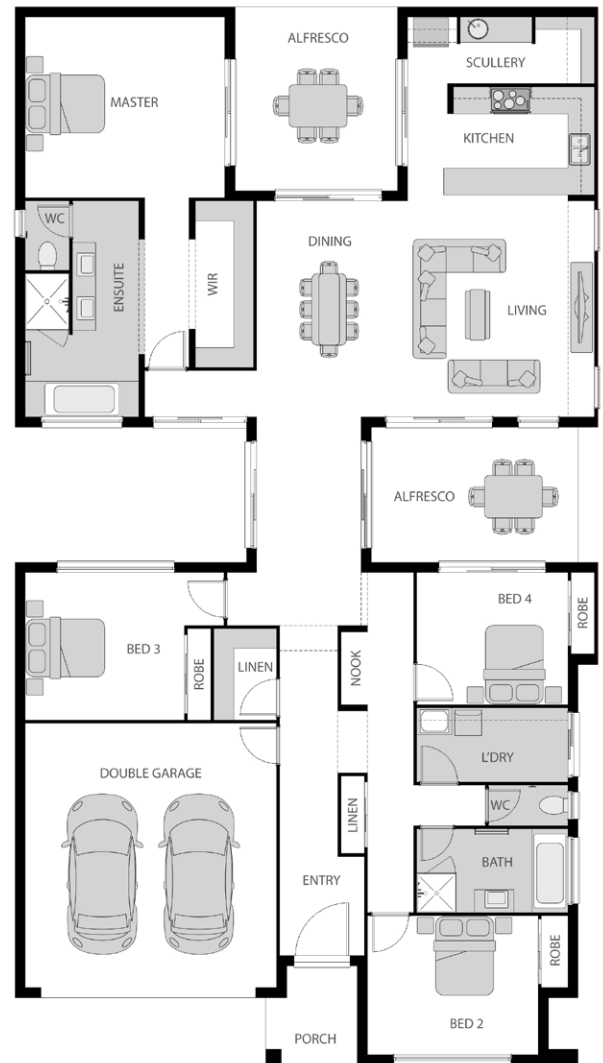 ALFRESCO
SCULLERY
MASTER
KITCHEN
WC
ENSUITE
WIR
DINING
LIVING
ALFRESCO
BED 3
ROBE
LINEN
NOOK
BED 4
ROBE
L'DRY
DOUBLE GARAGE
LINEN
WC
BATH
ENTRY
ROBE
BED 2
PORCH